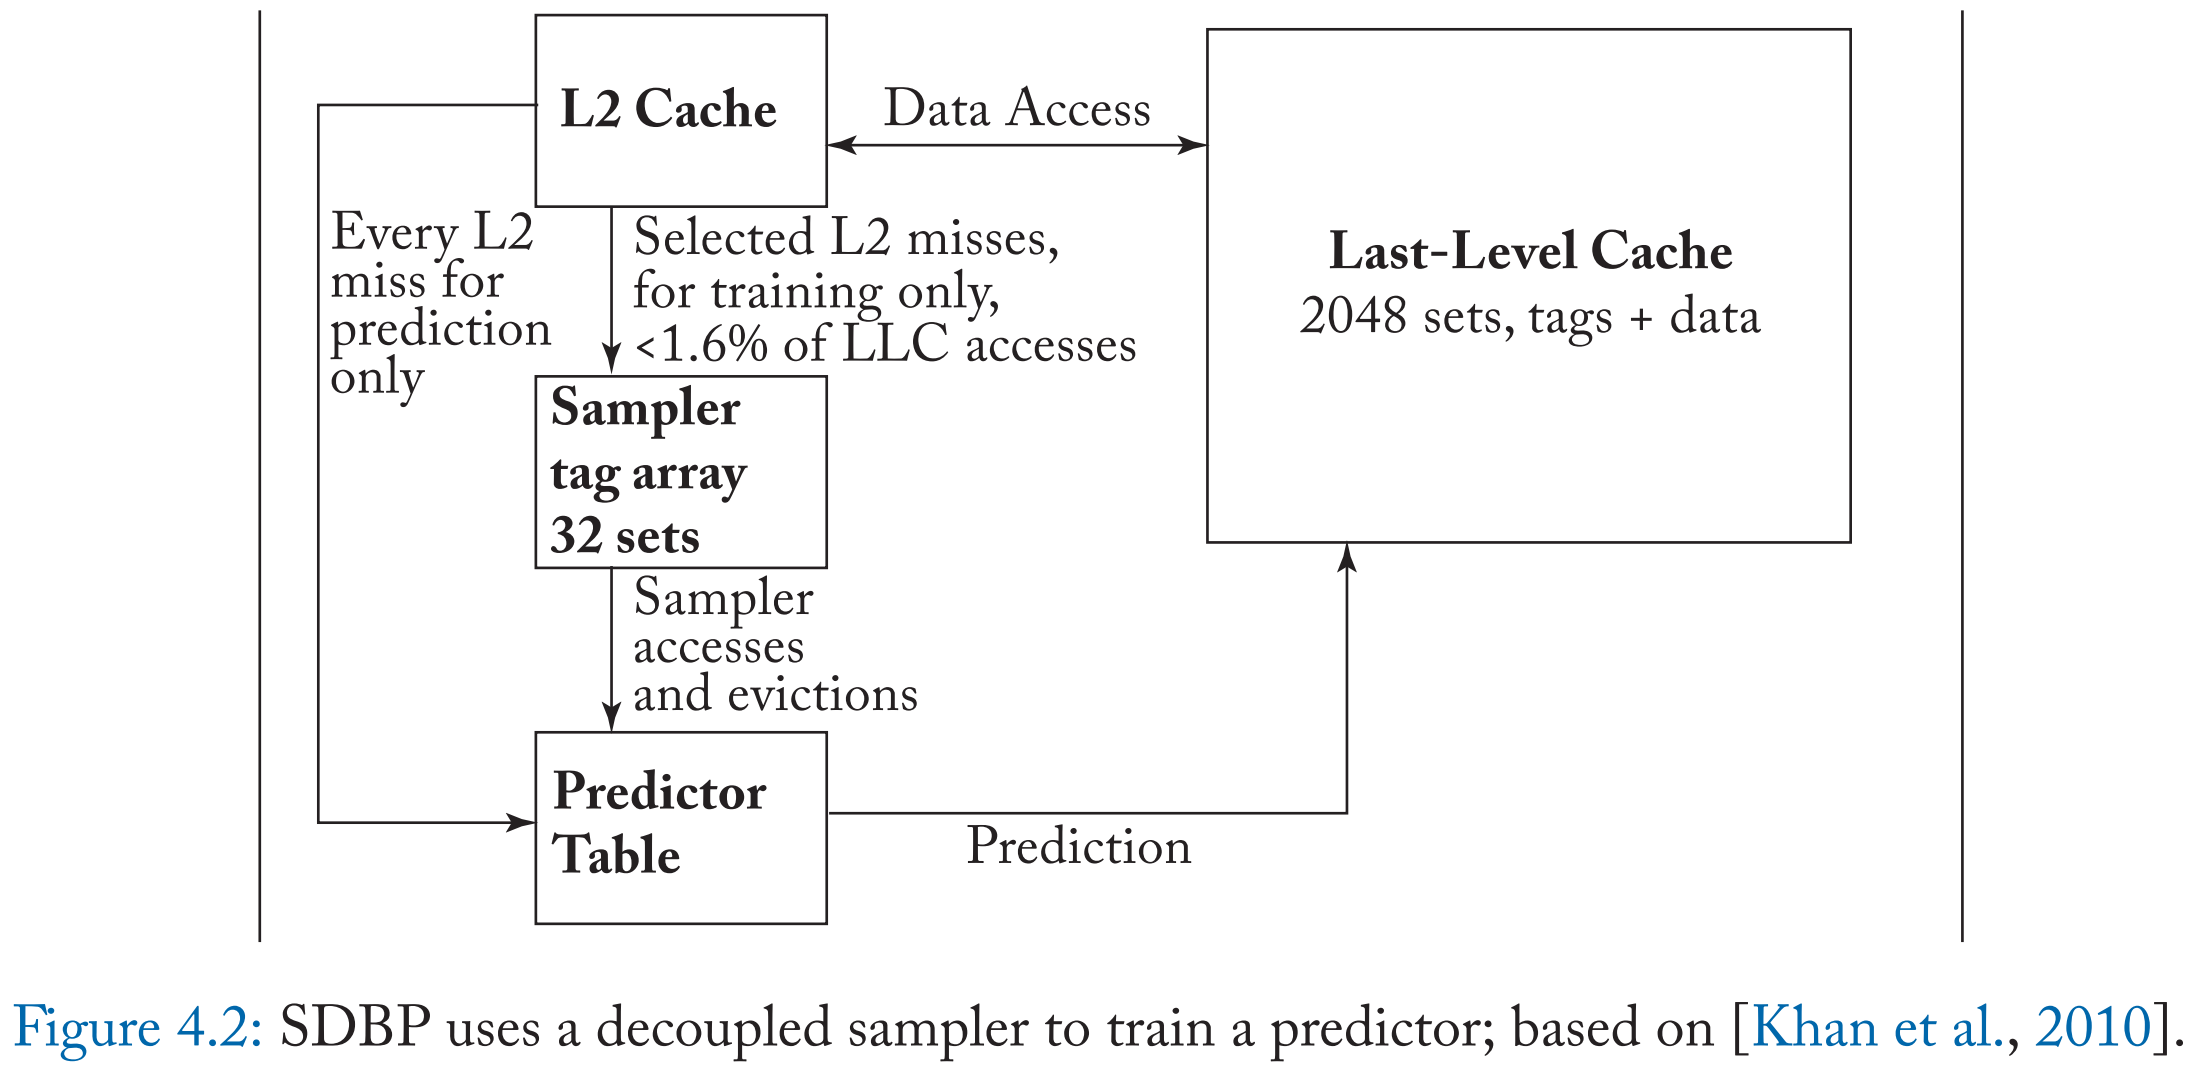 L2 Cache
Data Access
Every L2
miss for
prediction
only
Selected L2 misses,
for training only,
<1.6% of LLC accesses
Last-Level Cache
2048 sets, tags + data
Sampler
tag array
32 sets
Sampler
accesses
and evictions
Predictor
Table
Prediction
Figure 4.2: SDBP uses a decoupled sampler to train a predictor; based on [Khan et al., 2010].